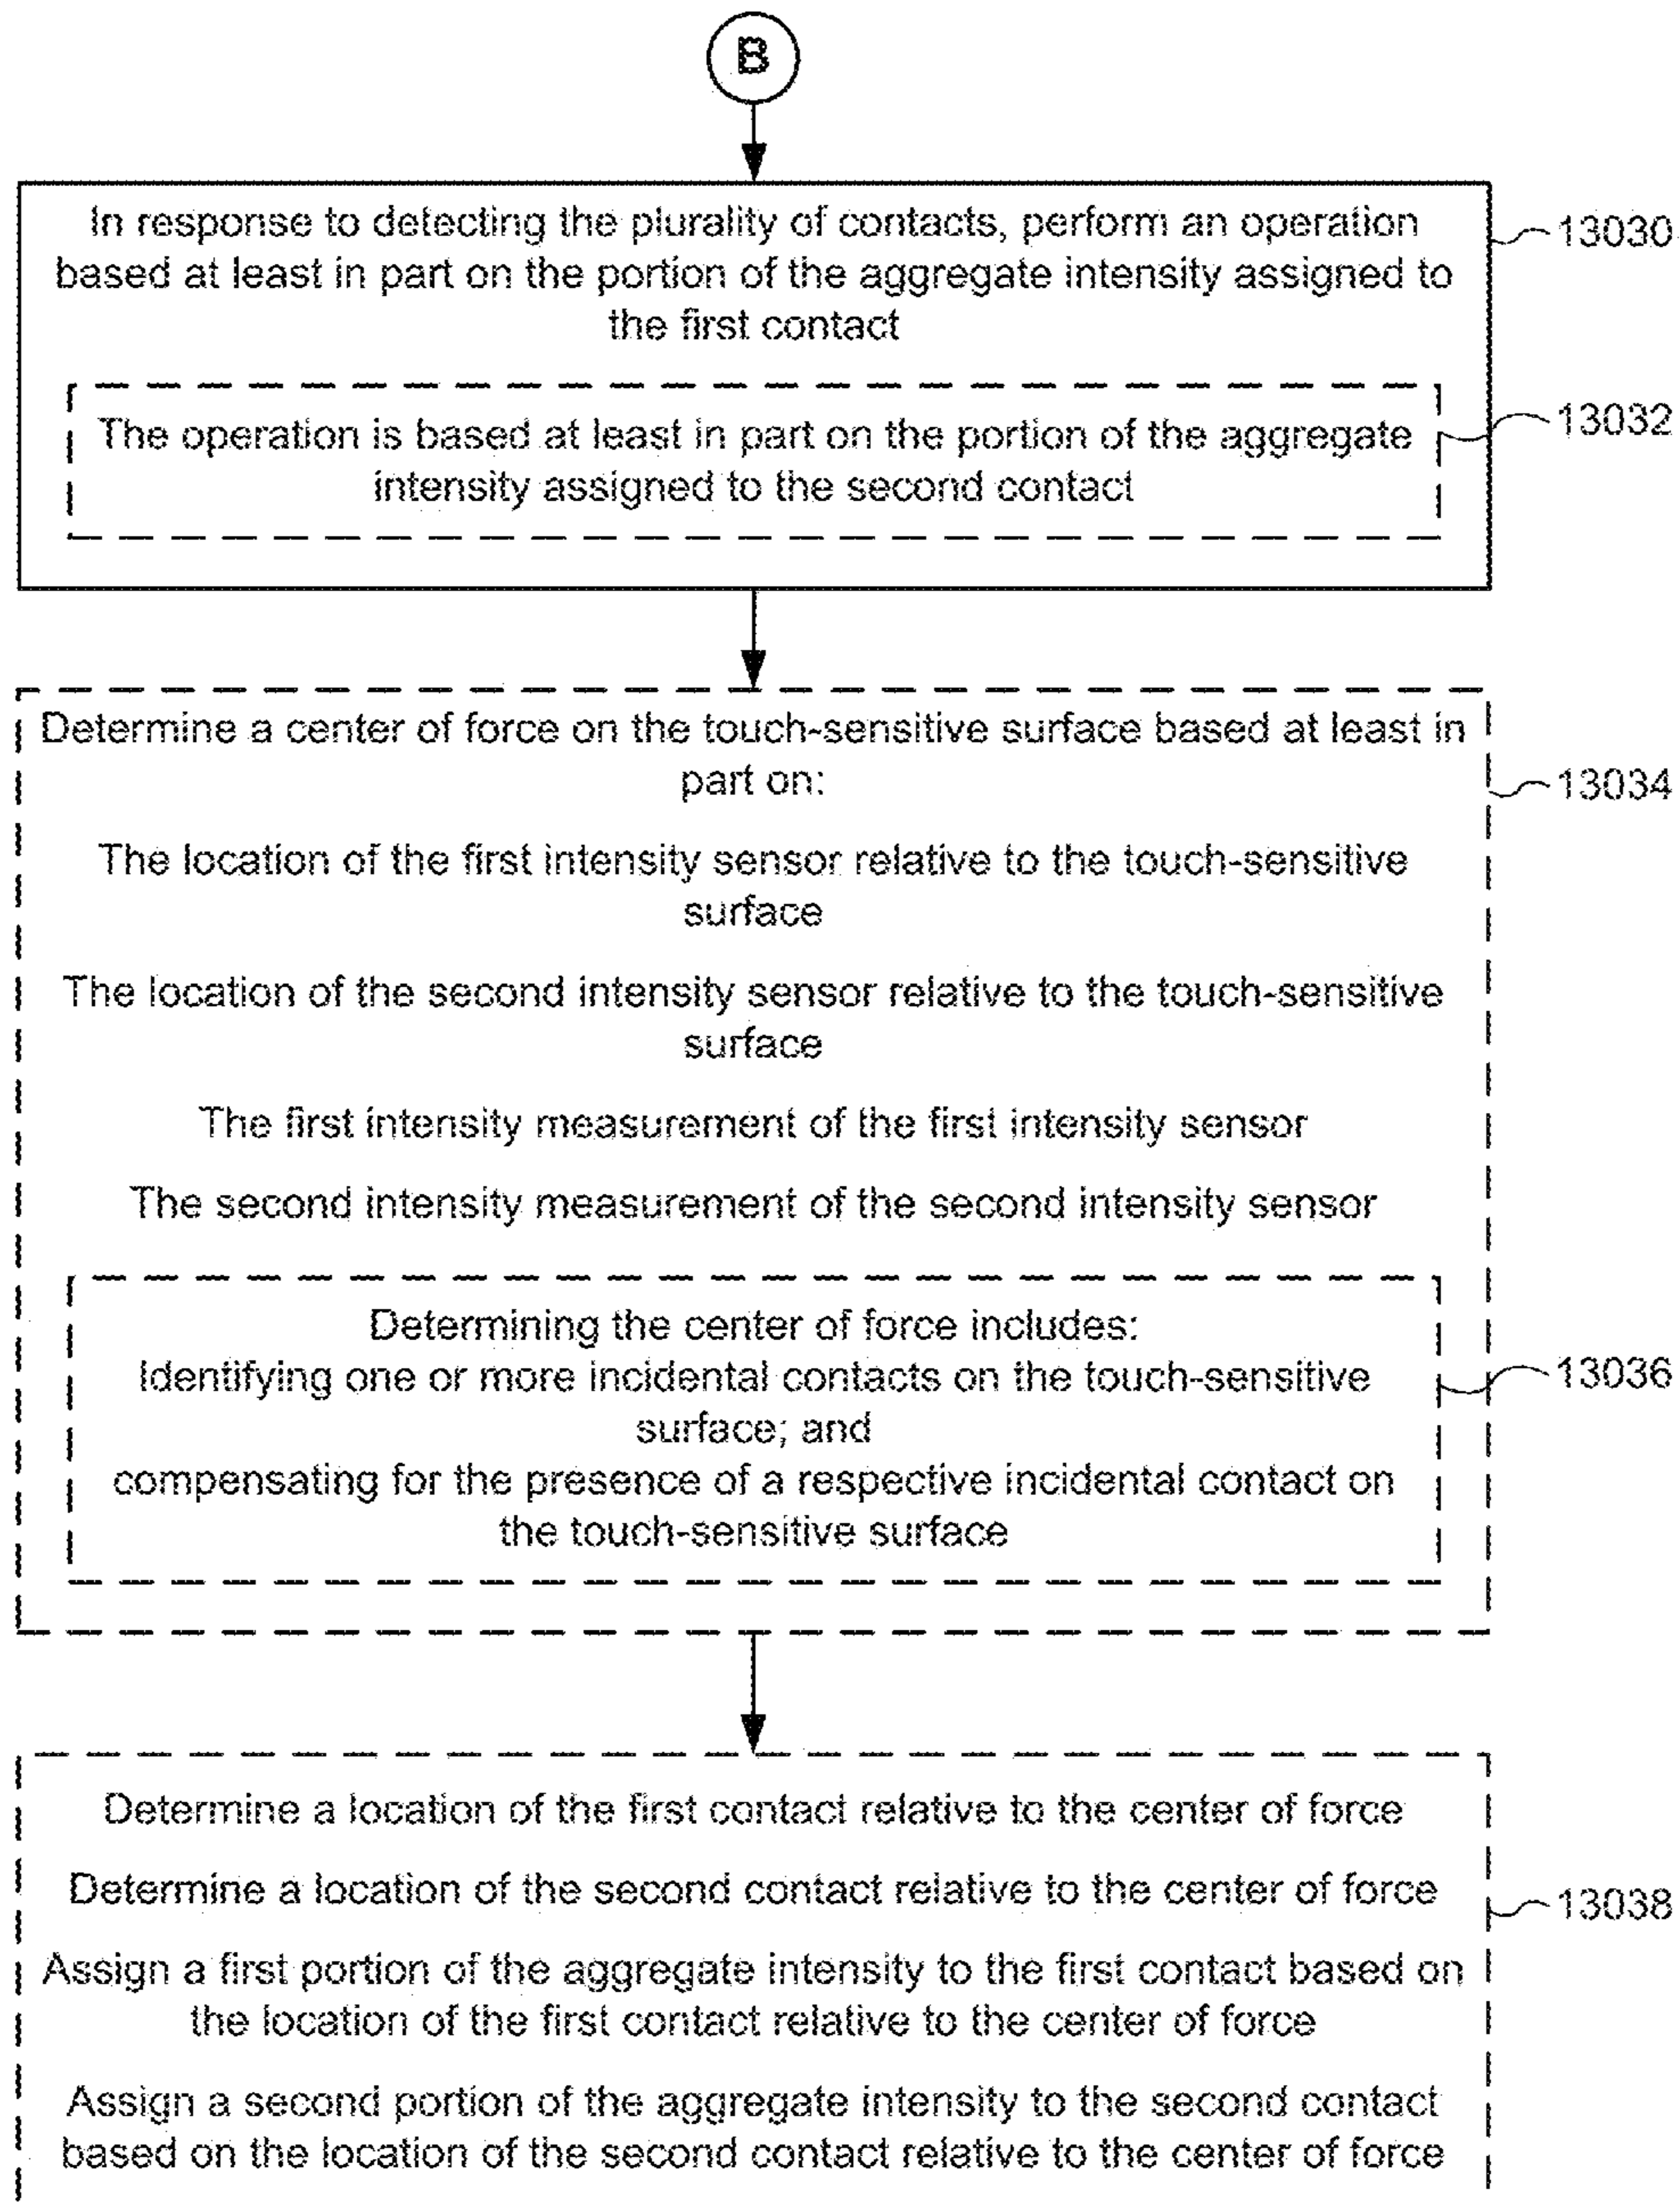 B
In response to detecting the plurality of contacts, perform an operation
based at least in part on the portion of the aggregate intensity assigned to
the first contact
13030
The operation is based at least in part on the portion of the aggregate
intensity assigned to the second contact
13032
Determine a center of force on the touch-sensitive surface based at least in
part on:
13034
The location of the first intensity sensor relative to the touch-sensitive
surface
The location of the second intensity sensor relative to the touch-sensitive
surface
The first intensity measurement of the first intensity sensor
The second intensity measurement of the second intensity sensor
Determining the center of force includes:
Identifying one or more incidental contacts on the touch-sensitive
surface; and
compensating for the presence of a respective incidental contact on
the touch-sensitive surface
13036
Determine a location of the first contact relative to the center of force
Determine a location of the second contact relative to the center of force
13038
Assign a first portion of the aggregate intensity to the first contact based on
the location of the first contact relative to the center of force
Assign a second portion of the aggregate intensity to the second contact
based on the location of the second contact relative to the center of force